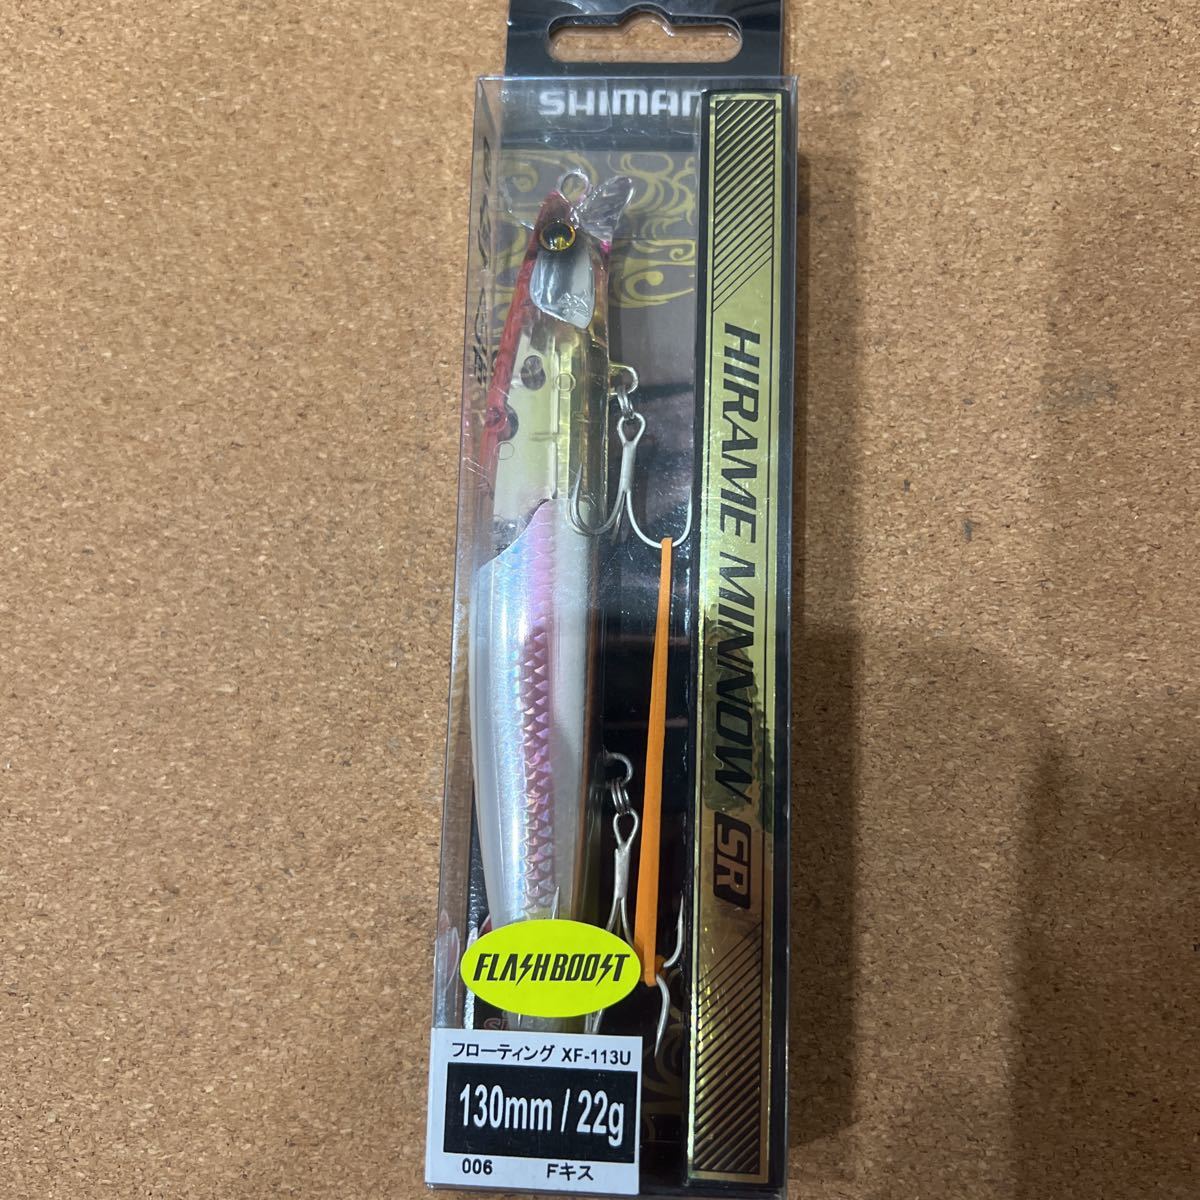 SHIMAN
HIRAME MINNOW SR
FLASHBOOST
フローティング XF-113U
130mm / 22g
006 Fキス